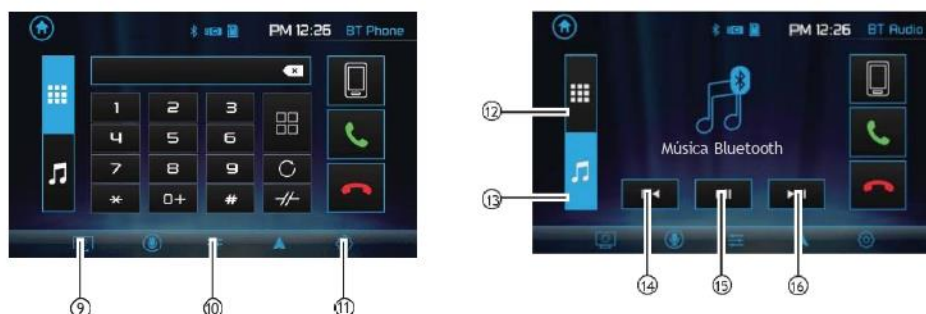 PM 12:26 BT Phone
1 2 3
4 5 6
7 8 9
* 0+ #
9 10 11
PM 12:26 BT Audio
Música Bluetooth
12
13
14 15 16